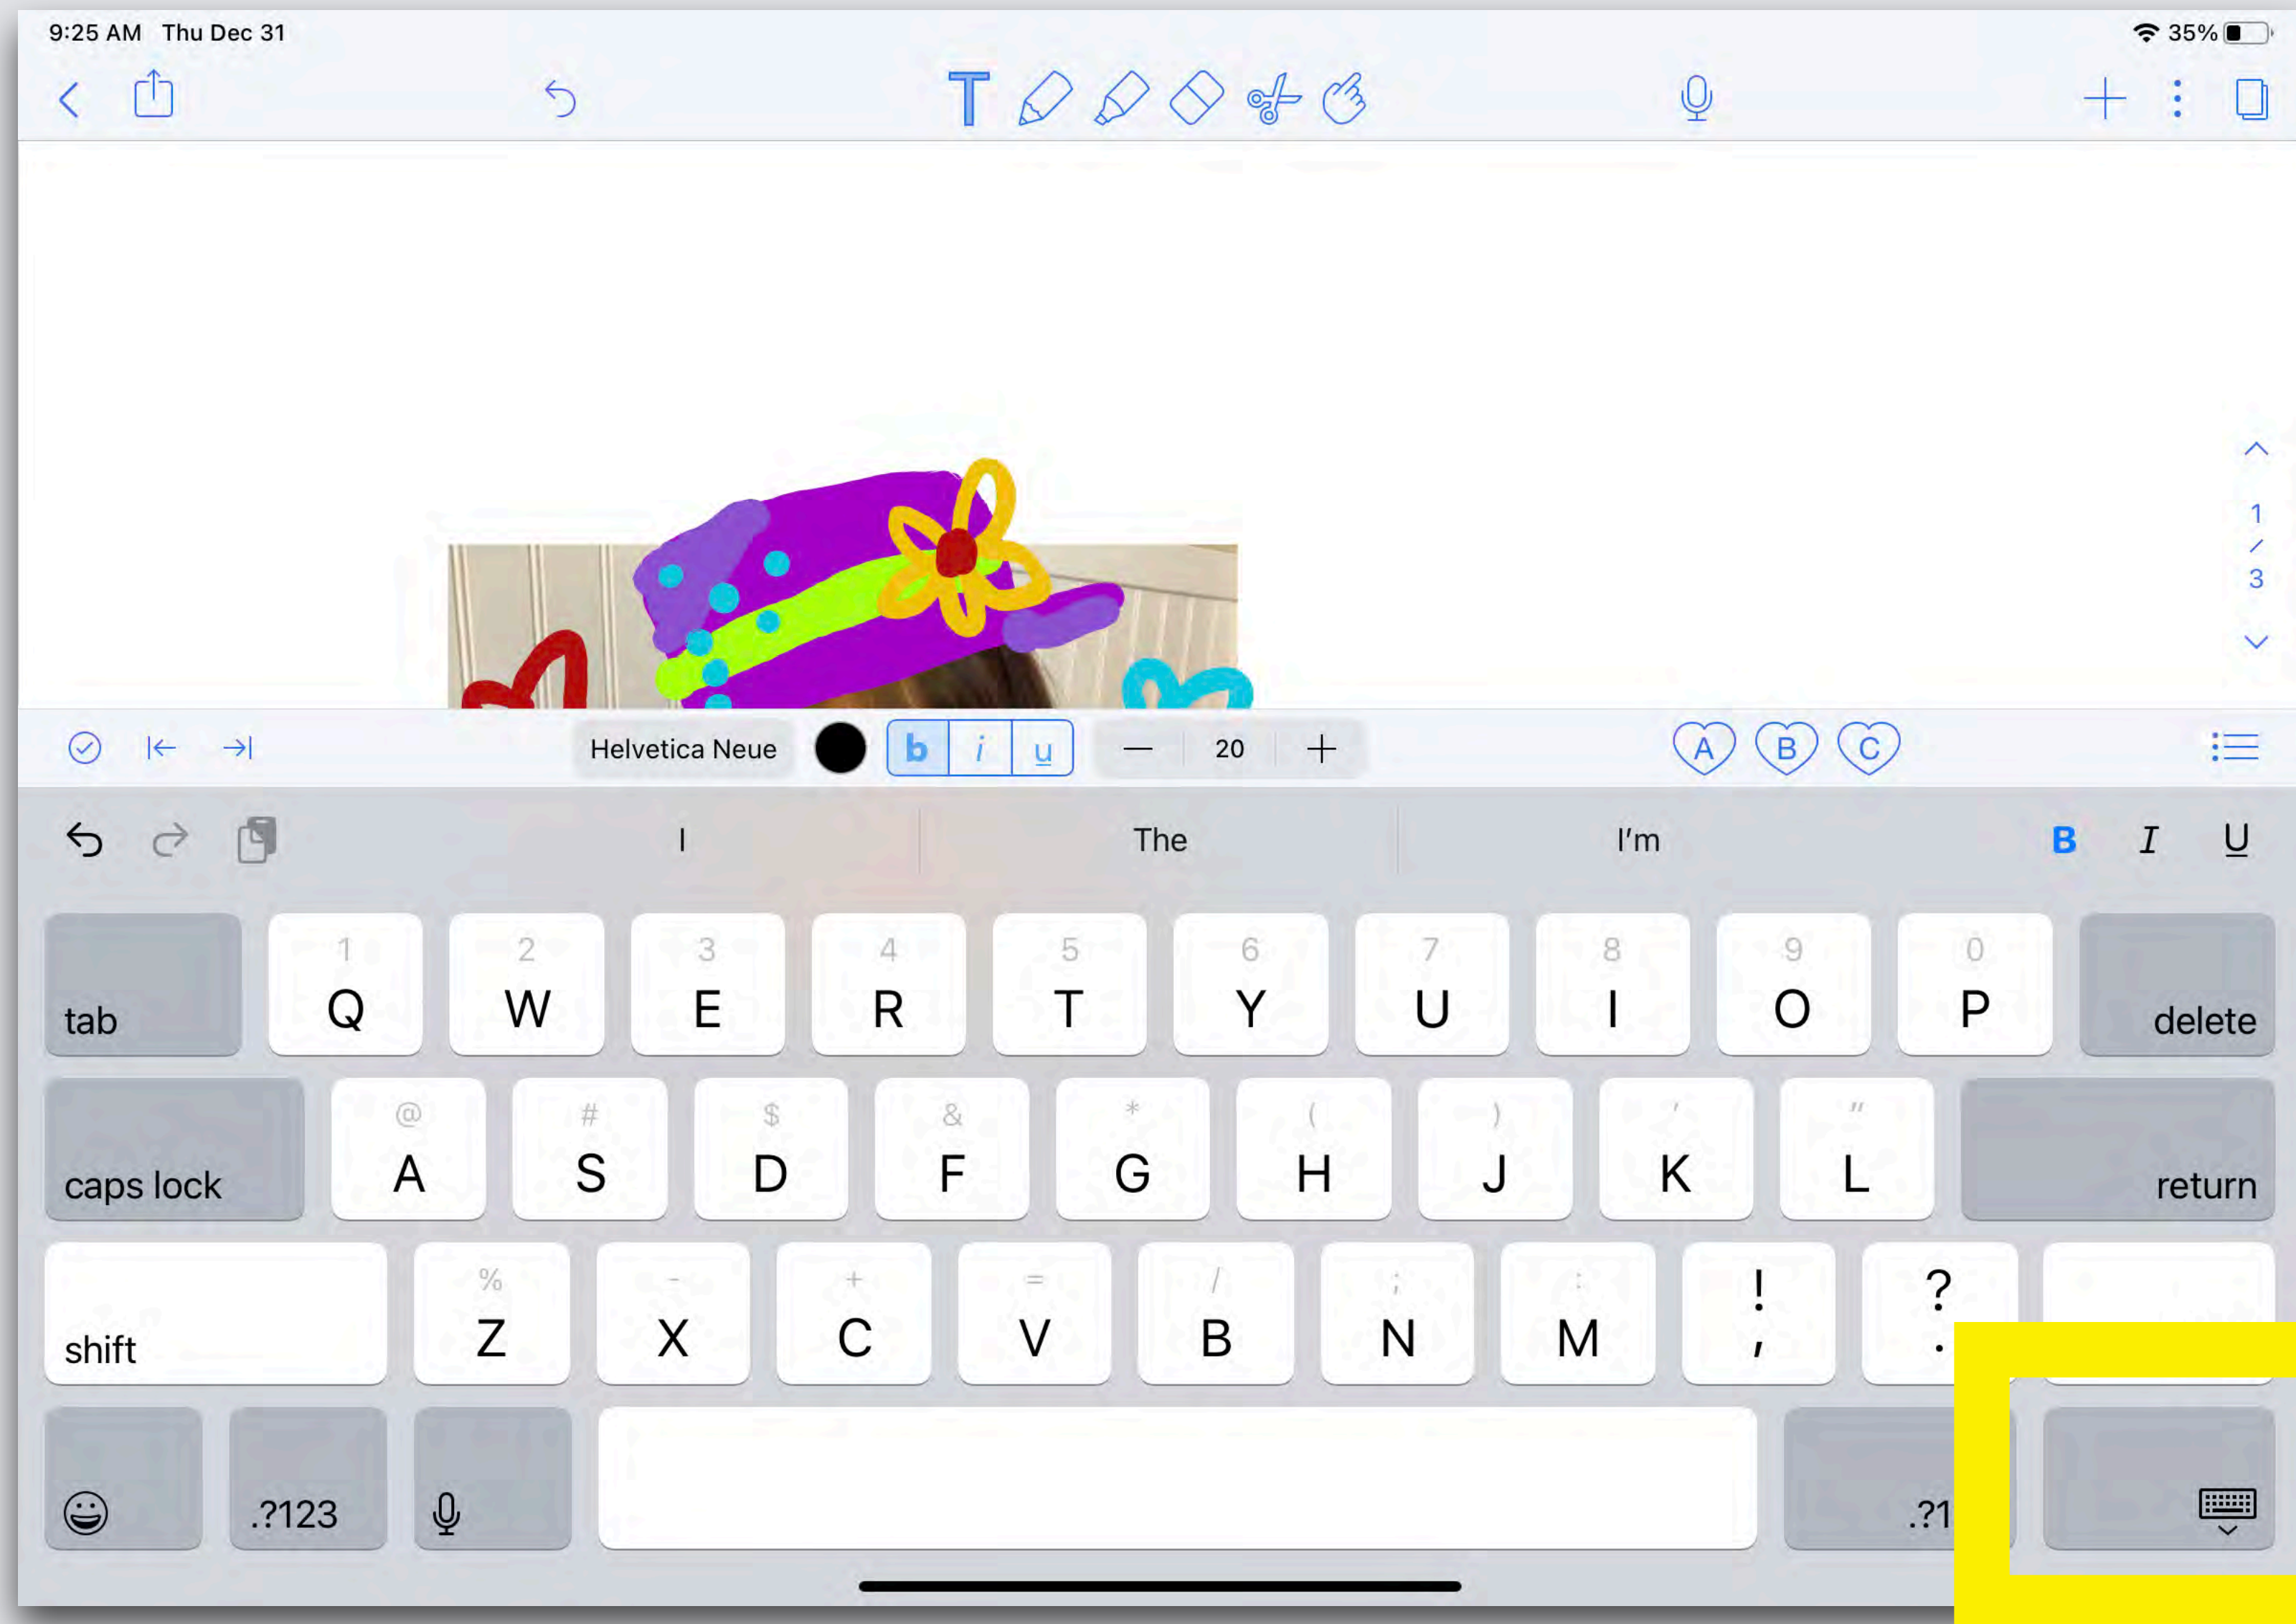 9:25 AM Thu Dec 31 35%
T
1
/
3
Helvetica Neue b i u — 20 + A B C
I The I'm B I U
1 2 3 4 5 6 7 8 9 0
tab Q W E R T Y U I O P delete
@ # $ & * ( ) ' "
caps lock A S D F G H J K L return
% - + = / ; : ! ?
shift Z X C V B N M , .
.?123 .?1